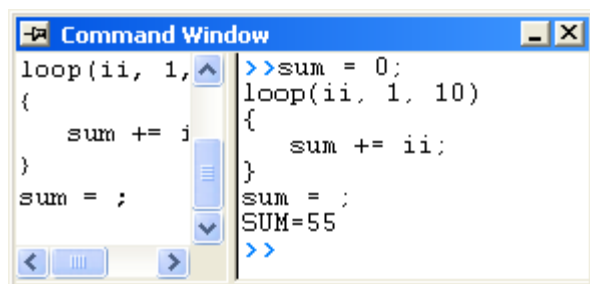 Command Window
loop(ii, 1,
{
sum += i
}
sum = ;
>>sum = 0;
loop(ii, 1, 10)
{
sum += ii;
}
sum = ;
SUM=55
>>